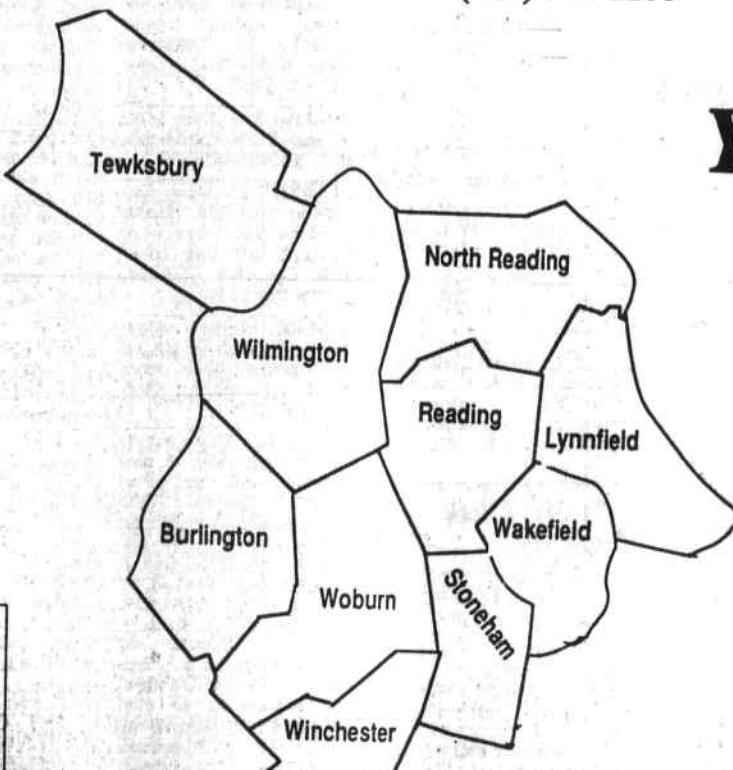 Tewksbury
North Reading
Wilmington
Reading
Lynnfield
Wakefield
Burlington
Woburn
Stoneham
Winchester